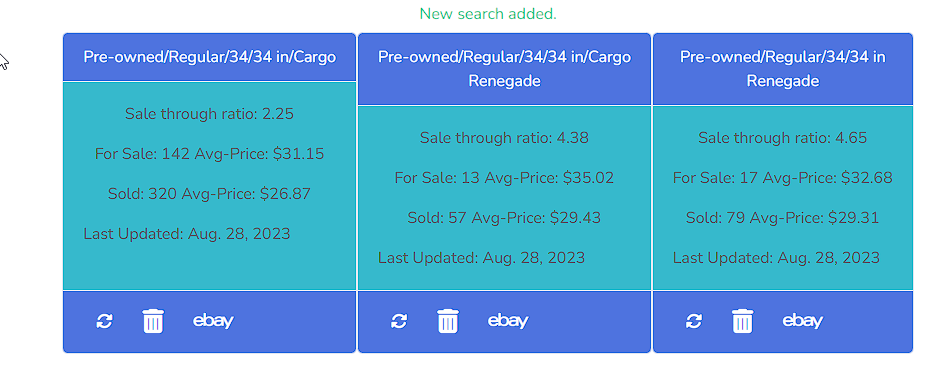 New search added.
Pre-owned/Regular/34/34 in/Cargo
Sale through ratio: 2.25
For Sale: 142 Avg-Price: $31.15
Sold: 320 Avg-Price: $26.87
Last Updated: Aug. 28, 2023
ebay
Pre-owned/Regular/34/34 in/Cargo
Renegade
Sale through ratio: 4.38
For Sale: 13 Avg-Price: $35.02
Sold: 57 Avg-Price: $29.43
Last Updated: Aug. 28, 2023
ebay
Pre-owned/Regular/34/34 in
Renegade
Sale through ratio: 4.65
For Sale: 17 Avg-Price: $32.68
Sold: 79 Avg-Price: $29.31
Last Updated: Aug. 28, 2023
ebay